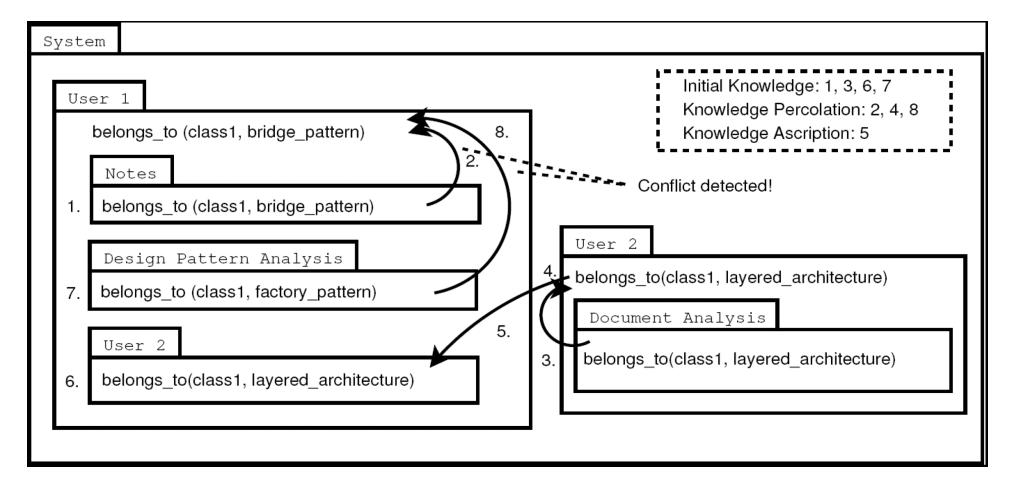 System
User 1
belongs_to (class1, bridge_pattern)
8.
2.
Notes
1.
belongs_to (class1, bridge_pattern)
Design Pattern Analysis
7.
belongs_to (class1, factory_pattern)
User 2
6.
belongs_to(class1, layered_architecture)
5.
Initial Knowledge: 1, 3, 6, 7
Knowledge Percolation: 2, 4, 8
Knowledge Ascription: 5
Conflict detected!
User 2
4.
belongs_to(class1, layered_architecture)
Document Analysis
3.
belongs_to(class1, layered_architecture)